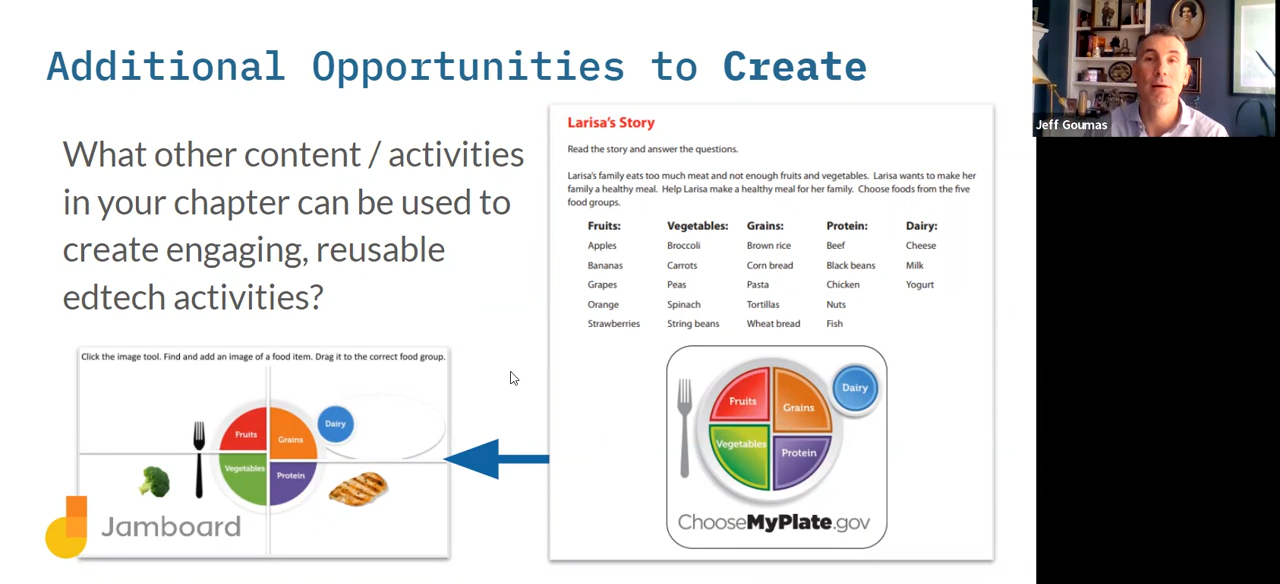 Additional Opportunities to Create
What other content / activities
in your chapter can be used to
create engaging, reusable
edtech activities?
Click the image tool. Find and add an image of a food item. Drag it to the correct food group.
Fruits
Grains
Dairy
Vegetables
Protein
Jamboard
Larisa's Story
Read the story and answer the questions.
Larisa's family eats too much meat and not enough fruits and vegetables. Larisa wants to make her
family a healthy meal. Help Larisa make a healthy meal for her family. Choose foods from the five
food groups.
Fruits: Vegetables: Grains: Protein: Dairy:
Apples Broccoli Brown rice Beef Cheese
Bananas Carrots Corn bread Black beans Milk
Grapes Peas Pasta Chicken Yogurt
Orange Spinach Tortillas Nuts
Strawberries String beans Wheat bread Fish
Dairy
Fruits
Grains
Vegetables
Protein
ChooseMyPlate.gov
Jeff Goumas